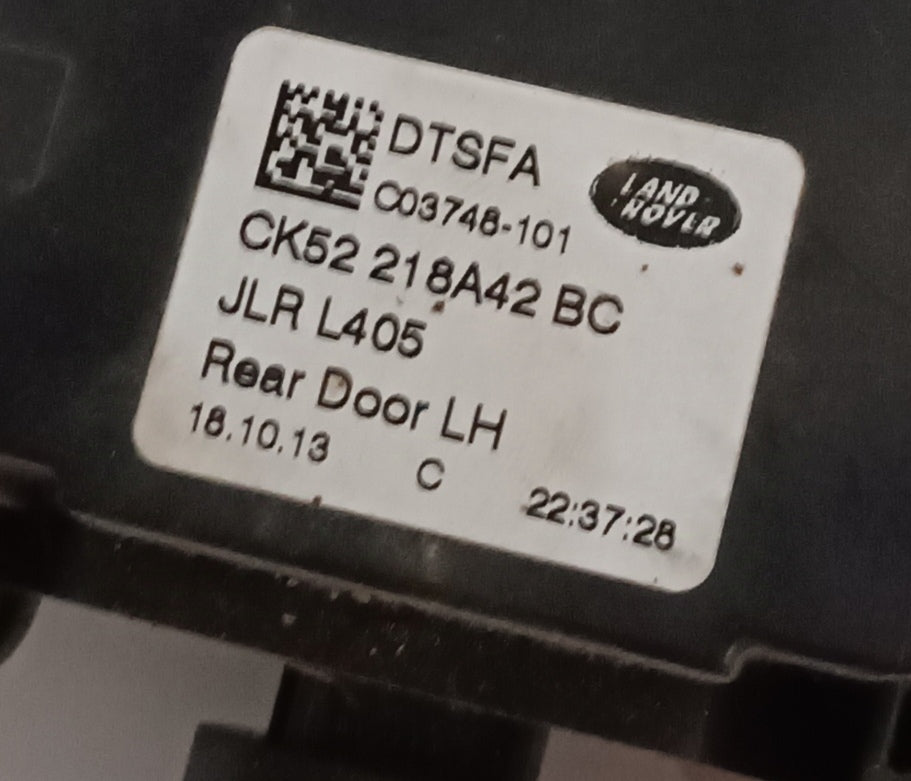 DTSFA
C03748-101
LAND
ROVER
CK52 218A42 BC
JLR L405
Rear Door LH
18.10.13 C 22:37:28